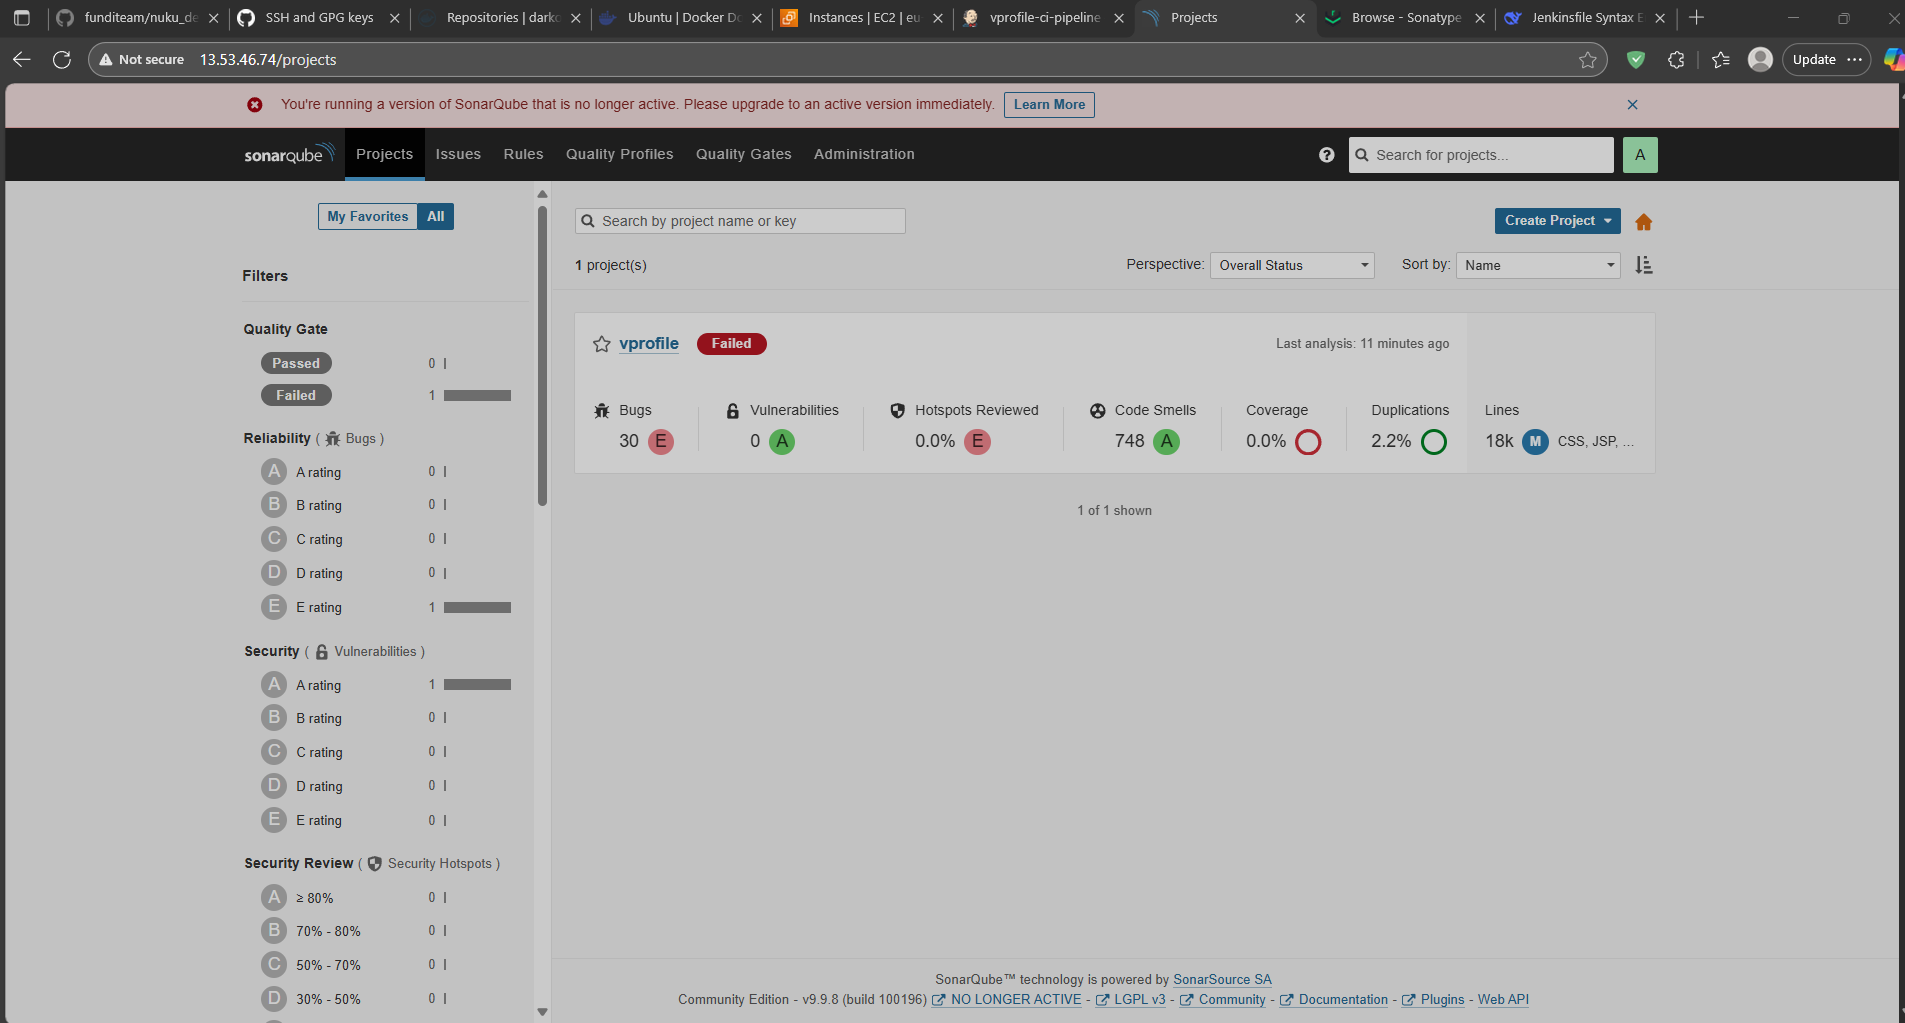 funditeam/nuku_de
SSH and GPG keys
Repositories | darko
Ubuntu | Docker Do
Instances | EC2 | eu
vprofile-ci-pipeline
Projects
Browse - Sonatype
Jenkinsfile Syntax E
Not secure
13.53.46.74/projects
Update
You're running a version of SonarQube that is no longer active. Please upgrade to an active version immediately.
Learn More
sonarqube
Projects
Issues
Rules
Quality Profiles
Quality Gates
Administration
Search for projects...
A
My Favorites
All
Search by project name or key
Create Project
1 project(s)
Perspective:
Overall Status
Sort by:
Name
Filters
Quality Gate
Passed
0
Failed
1
Reliability ( Bugs )
A A rating 0
B B rating 0
C C rating 0
D D rating 0
E E rating 1
Security ( Vulnerabilities )
A A rating 1
B B rating 0
C C rating 0
D D rating 0
E E rating 0
Security Review ( Security Hotspots )
A ≥ 80% 0
B 70% - 80% 0
C 50% - 70% 0
D 30% - 50% 0
vprofile
Failed
Last analysis: 11 minutes ago
Bugs
30 E
Vulnerabilities
0 A
Hotspots Reviewed
0.0% E
Code Smells
748 A
Coverage
0.0%
Duplications
2.2%
Lines
18k M CSS, JSP, ...
1 of 1 shown
SonarQube™ technology is powered by SonarSource SA
Community Edition - v9.9.8 (build 100196) NO LONGER ACTIVE - LGPL v3 - Community - Documentation - Plugins - Web API